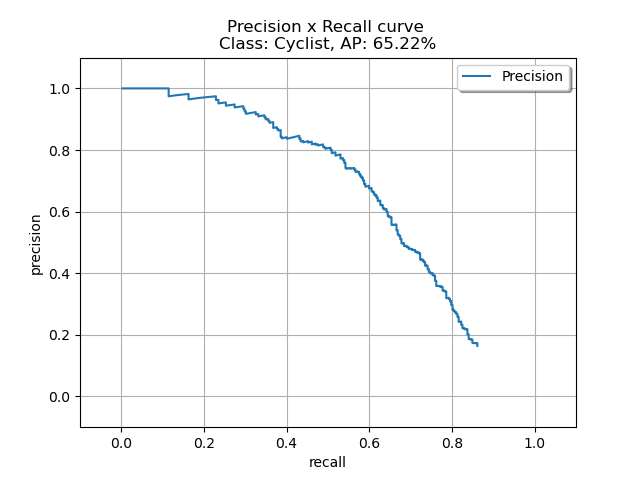 Precision x Recall curve
Class: Cyclist, AP: 65.22%
Precision
1.0
0.8
0.6
0.4
0.2
0.0
precision
0.0 0.2 0.4 0.6 0.8 1.0
recall